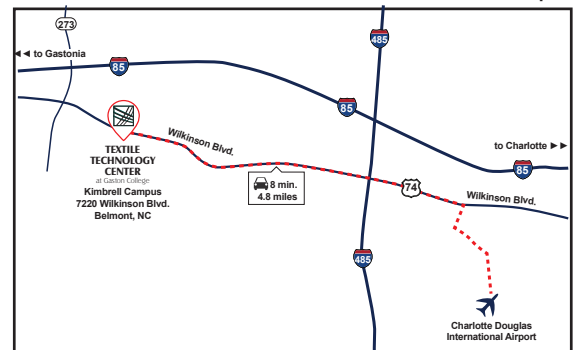 273
485
◄◄ to Gastonia
85
85
Wilkinson Blvd.
to Charlotte ►►
85
TEXTILE
TECHNOLOGY
CENTER
at Gaston College
Kimbrell Campus
7220 Wilkinson Blvd.
Belmont, NC
8 min.
4.8 miles
74
Wilkinson Blvd.
485
Charlotte Douglas
International Airport